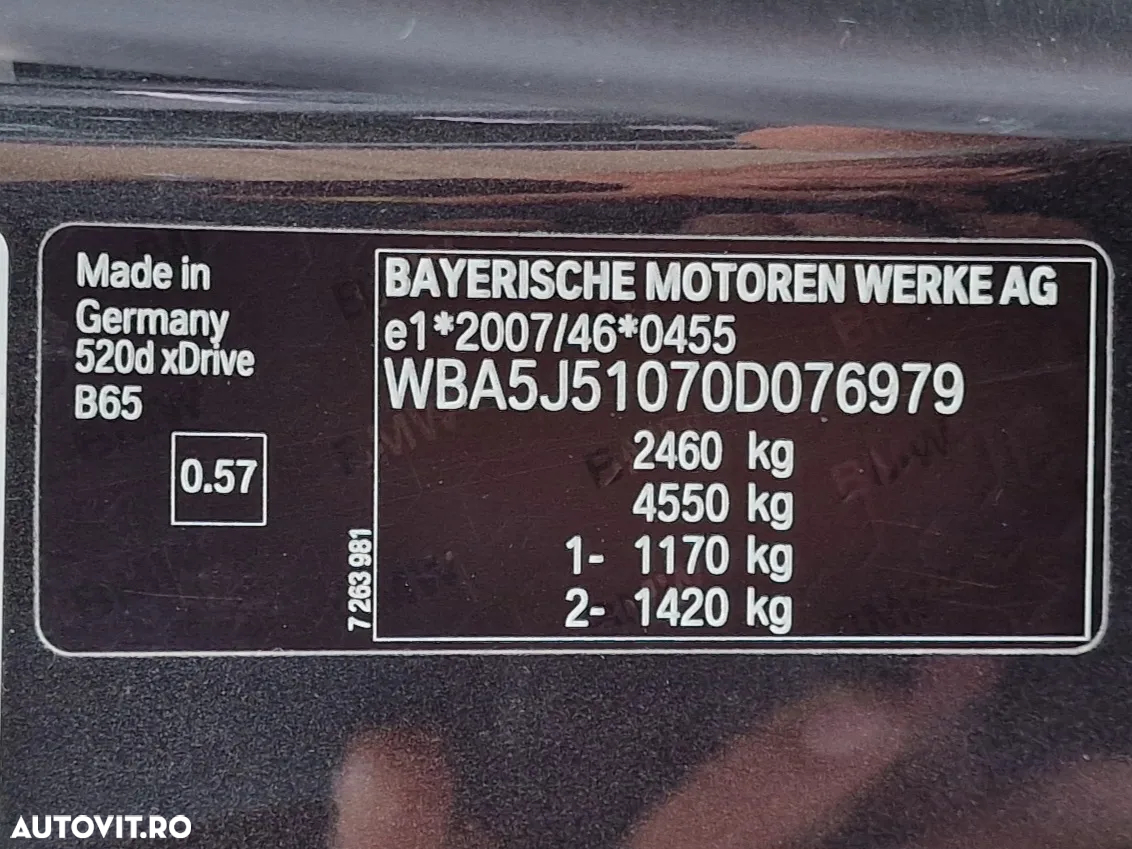 Made in
Germany
520d xDrive
B65
0.57
7 263 981
BAYERISCHE MOTOREN WERKE AG
e1*2007/46*0455
WBA5J51070D076979
2460 kg
4550 kg
1- 1170 kg
2- 1420 kg
AUTOVIT.RO